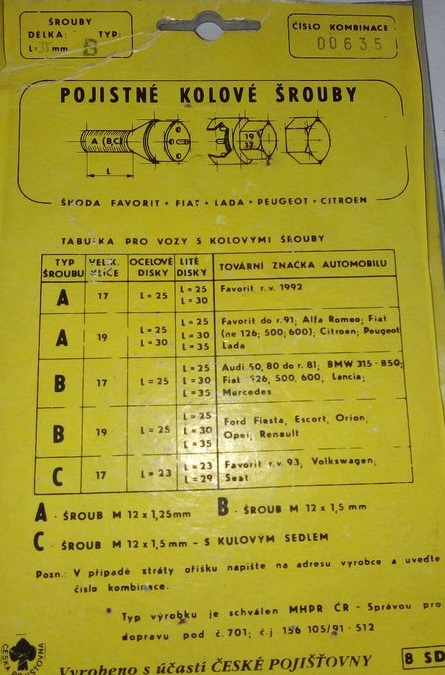 ŠROUBY
DÉLKA: TYP:
L=35mm B
ČÍSLO KOMBINACE
00635
POJISTNÉ KOLOVÉ ŠROUBY
A (B,C)
19
17
L
ŠKODA FAVORIT • FIAT • LADA • PEUGEOT • CITROEN
TABULKA PRO VOZY S KOLOVÝMI ŠROUBY
TYP ŠROUBU VELIK. KLÍČE OCELOVÉ DISKY LITÉ DISKY TOVÁRNÍ ZNAČKA AUTOMOBILU
A 17 L=25 L=25 L=30 Favorit r.v. 1992
A 19 L=25 L=30 L=25 L=30 L=35 Favorit do r.91; Alfa Romeo; Fiat (ne 126; 500; 600); Citroen; Peugeot Lada
B 17 L=25 L=25 L=30 L=35 Audi 50, 80 do r. 81; BMW 315-850; Fiat 126, 500, 600, Lancia; Mercedes
B 19 L=25 L=25 L=30 L=35 Ford Fiesta, Escort, Orion; Opel; Renault
C 17 L=23 L=23 L=29 Favorit r.v. 93, Volkswagen; Seat
A - ŠROUB M 12 x 1,25mm B - ŠROUB M 12 x 1,5 mm
C - ŠROUB M 12 x 1,5mm – S KULOVÝM SEDLEM
Pozn.: V případě ztráty oříšku napište na adresu vyrobce a uveďte
číslo kombinace.
Typ výrobku je schválen MHPR ČR - Správou pro
dopravu pod č.701; č.j 156 105/91 - 512
Vyrobeno s účastí ČESKÉ POJIŠŤOVNY
8 SD